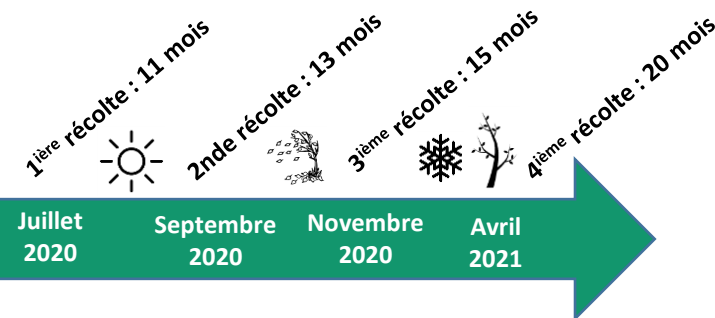 1ière récolte : 11 mois
2nde récolte : 13 mois
3ième récolte : 15 mois
4ième récolte : 20 mois
Juillet
2020
Septembre
2020
Novembre
2020
Avril
2021